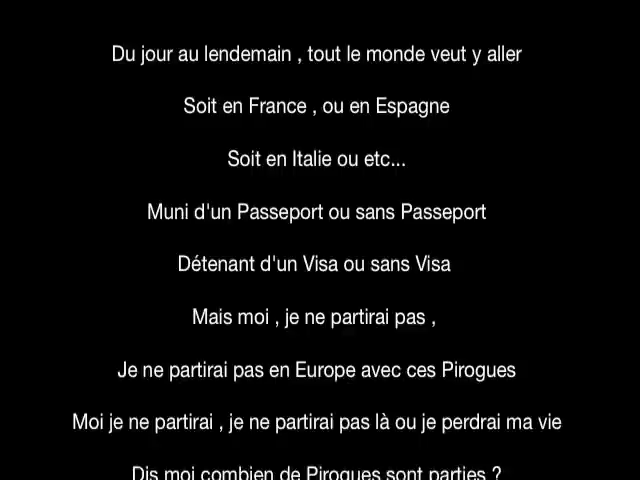 Du jour au lendemain , tout le monde veut y aller
Soit en France , ou en Espagne
Soit en Italie ou etc...
Muni d'un Passeport ou sans Passeport
Détenant d'un Visa ou sans Visa
Mais moi , je ne partirai pas ,
Je ne partirai pas en Europe avec ces Pirogues
Moi je ne partirai , je ne partirai pas là ou je perdrai ma vie
Dis moi combien de Pirogues sont parties ?